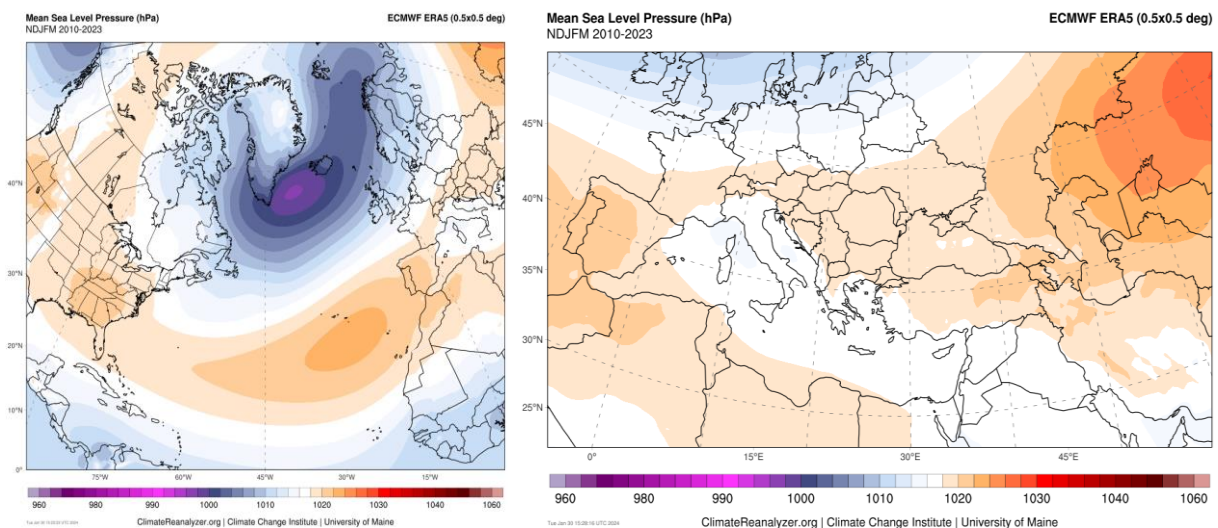 Mean Sea Level Pressure (hPa)
ECMWF ERA5 (0.5x0.5 deg)
NDJFM 2010-2023
40°N
30°N
20°N
10°N
0°
75°W
60°W
45°W
30°W
15°W
960
980
990
1000
1010
1020
1030
1040
1060
ClimateReanalyzer.org | Climate Change Institute | University of Maine
Mean Sea Level Pressure (hPa)
ECMWF ERA5 (0.5x0.5 deg)
NDJFM 2010-2023
45°N
40°N
35°N
30°N
25°N
0°
15°E
30°E
45°E
960
980
990
1000
1010
1020
1030
1040
1060
ClimateReanalyzer.org | Climate Change Institute | University of Maine